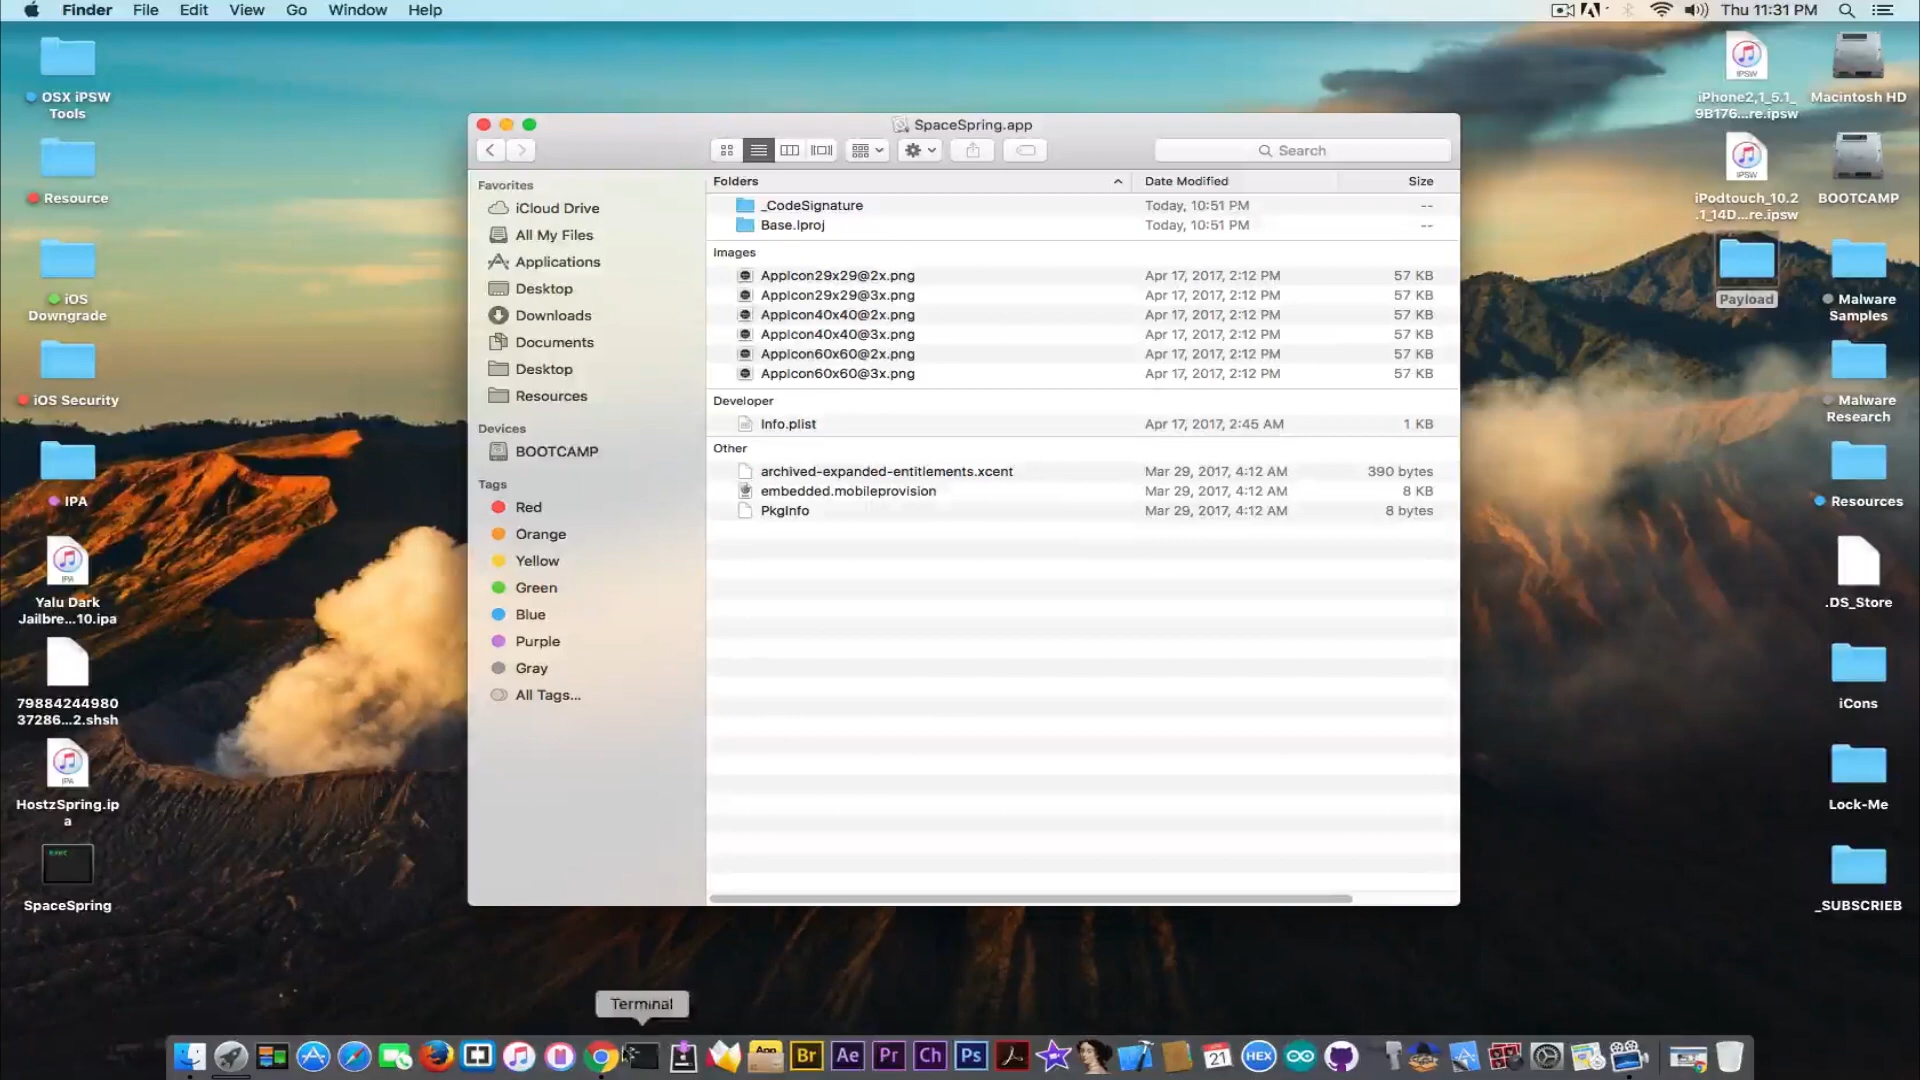 Finder File Edit View Go Window Help
Thu 11:31 PM
OSX iPSW
Tools
Resource
iOS
Downgrade
iOS Security
IPA
IPA
Yalu Dark
Jailbre...10.ipa
79884244980
37286...2.shsh
IPA
HostzSpring.ip
a
exec
SpaceSpring
SpaceSpring.app
Search
Favorites
iCloud Drive
All My Files
Applications
Desktop
Downloads
Documents
Desktop
Resources
Devices
BOOTCAMP
Tags
Red
Orange
Yellow
Green
Blue
Purple
Gray
All Tags...
Folders Date Modified Size
_CodeSignature Today, 10:51 PM --
Base.lproj Today, 10:51 PM --
Images
AppIcon29x29@2x.png Apr 17, 2017, 2:12 PM 57 KB
AppIcon29x29@3x.png Apr 17, 2017, 2:12 PM 57 KB
AppIcon40x40@2x.png Apr 17, 2017, 2:12 PM 57 KB
AppIcon40x40@3x.png Apr 17, 2017, 2:12 PM 57 KB
AppIcon60x60@2x.png Apr 17, 2017, 2:12 PM 57 KB
AppIcon60x60@3x.png Apr 17, 2017, 2:12 PM 57 KB
Developer
Info.plist Apr 17, 2017, 2:45 AM 1 KB
Other
archived-expanded-entitlements.xcent Mar 29, 2017, 4:12 AM 390 bytes
embedded.mobileprovision Mar 29, 2017, 4:12 AM 8 KB
PkgInfo Mar 29, 2017, 4:12 AM 8 bytes
IPSW
iPhone2,1_5.1_
9B176...re.ipsw
IPSW
iPodtouch_10.2
.1_14D...re.ipsw
Payload
Macintosh HD
BOOTCAMP
Malware
Samples
Malware
Research
Resources
.DS_Store
iCons
Lock-Me
_SUBSCRIEB
Terminal
App
Br
Ae
Pr
Ch
Ps
21
HEX